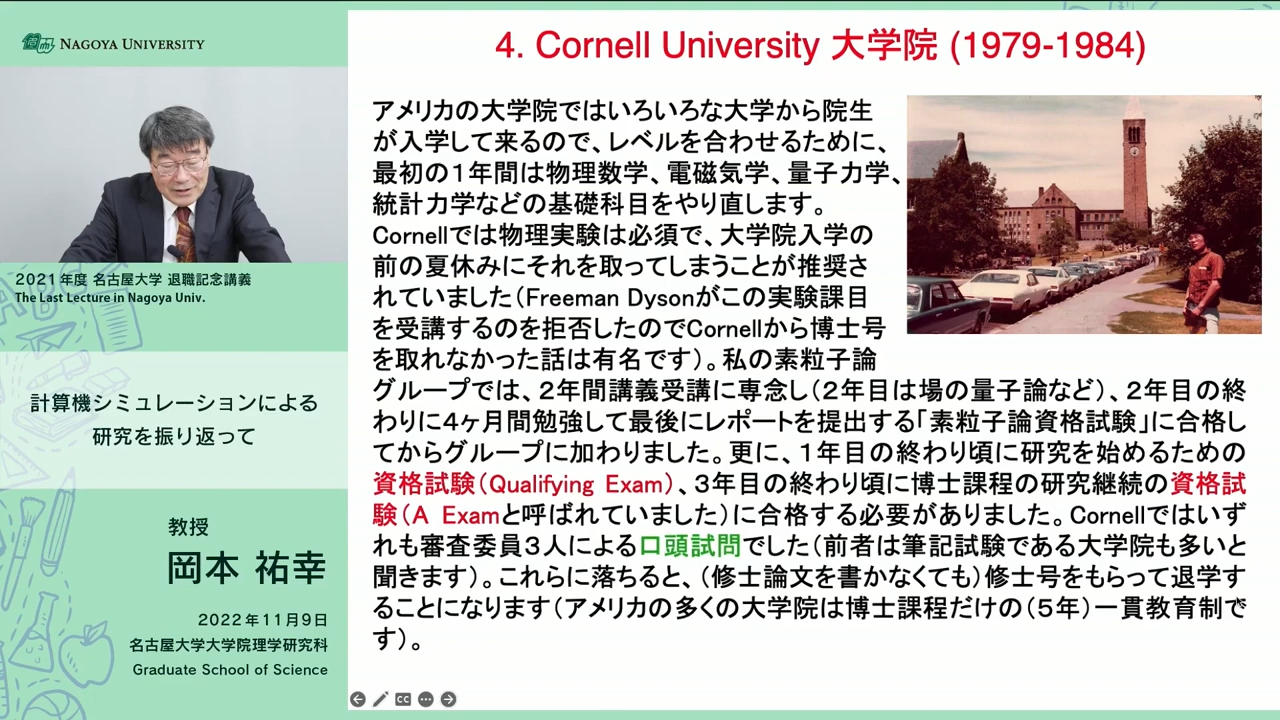 NAGOYA UNIVERSITY
2021年度 名古屋大学 退職記念講義
The Last Lecture in Nagoya Univ.
計算機シミュレーションによる
研究を振り返って
教授
岡本 祐幸
2022年11月9日
名古屋大学大学院理学研究科
Graduate School of Science
4. Cornell University 大学院 (1979-1984)
アメリカの大学院ではいろいろな大学から院生
が入学して来るので、レベルを合わせるために、
最初の１年間は物理数学、電磁気学、量子力学、
統計力学などの基礎科目をやり直します。
Cornellでは物理実験は必須で、大学院入学の
前の夏休みにそれを取ってしまうことが推奨さ
れていました（Freeman Dysonがこの実験課目
を受講するのを拒否したのでCornellから博士号
を取れなかった話は有名です）。私の素粒子論
グループでは、２年間講義受講に専念し（２年目は場の量子論など）、２年目の終
わりに４ヶ月間勉強して最後にレポートを提出する「素粒子論資格試験」に合格し
てからグループに加わりました。更に、１年目の終わり頃に研究を始めるための
資格試験（Qualifying Exam）、３年目の終わり頃に博士課程の研究継続の資格試
験（A Examと呼ばれていました）に合格する必要がありました。Cornellではいず
れも審査委員３人による口頭試問でした（前者は筆記試験である大学院も多いと
聞きます）。これらに落ちると、（修士論文を書かなくても）修士号をもらって退学す
ることになります（アメリカの多くの大学院は博士課程だけの（５年）一貫教育制で
す）。
CC